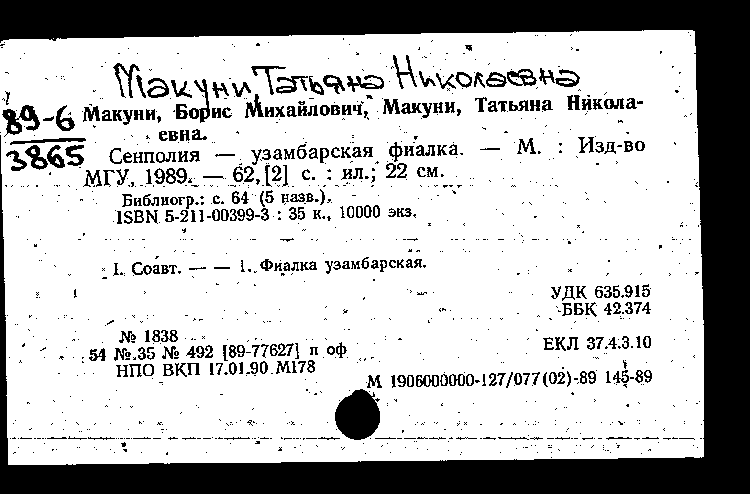 Макуни, Татьяна Николаевна
89-6
3865
Макуни, Борис Михайлович, Макуни, Татьяна Никола-
евна.
Сенполия — узамбарская фиалка. — М. : Изд-во
МГУ, 1989. — 62,[2] с. : ил.; 22 см.
Библиогр.: с. 64 (5 назв.).
ISBN 5-211-00399-3 : 35 к., 10000 экз.
I. Соавт. — — 1. Фиалка узамбарская.
УДК 635.915
ББК 42.374
№ 1838
54 № 35 № 492 [89-77627] п оф
ЕКЛ 37.4.3.10
НПО ВКП 17.01.90 М178
М 1906000000-127/077(02)-89 145-89